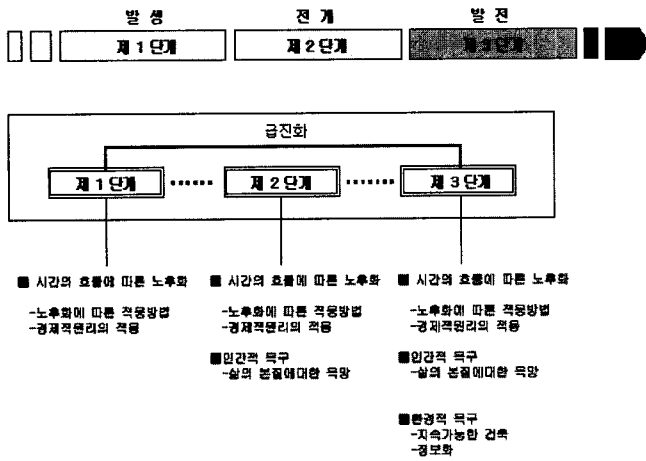 발 생 전 개 발 전
제 1 단계 제 2 단계 제 3 단계
급진화
제 1 단계 제 2 단계 제 3 단계
■ 시간의 흐름에 따른 노후화 ■ 시간의 흐름에 따른 노후화 ■ 시간의 흐름에 따른 노후화
-노후화에 따른 적응방법 -노후화에 따른 적응방법 -노후화에 따른 적응방법
-경제적원리의 적용 -경제적원리의 적용 -경제적원리의 적용
■인간적 욕구 ■인간적 욕구
-삶의 본질에대한 욕망 -삶의 본질에대한 욕망
■환경적 욕구
-지속가능한 건축
-정보화